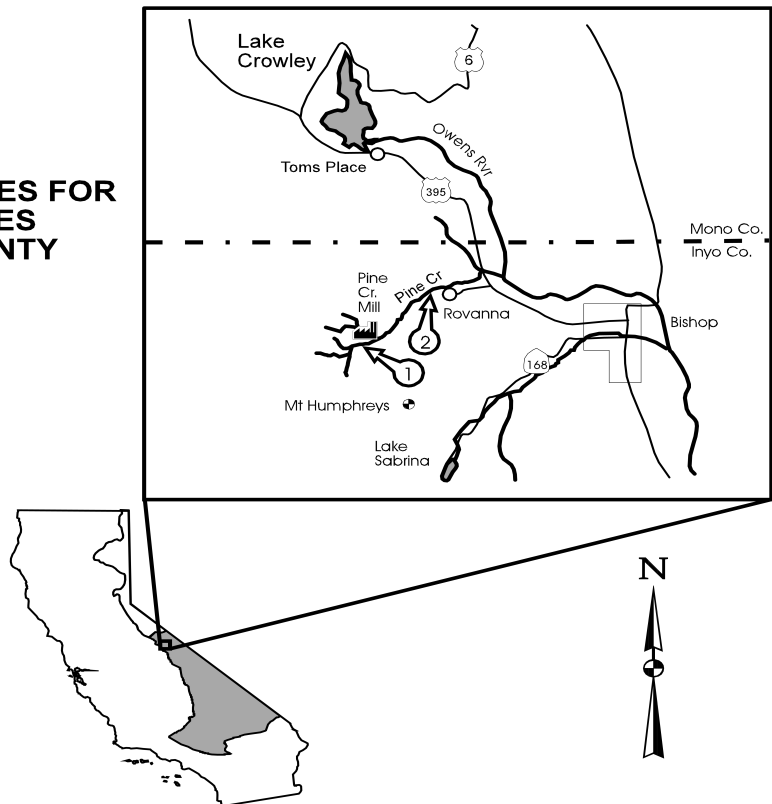 ES FOR
ES
NTY
Lake
Crowley
6
Owens Rvr
Toms Place
395
Mono Co.
Inyo Co.
Pine
Cr.
Mill
Pine Cr
Rovanna
Bishop
2
1
168
Mt Humphreys
Lake
Sabrina
N